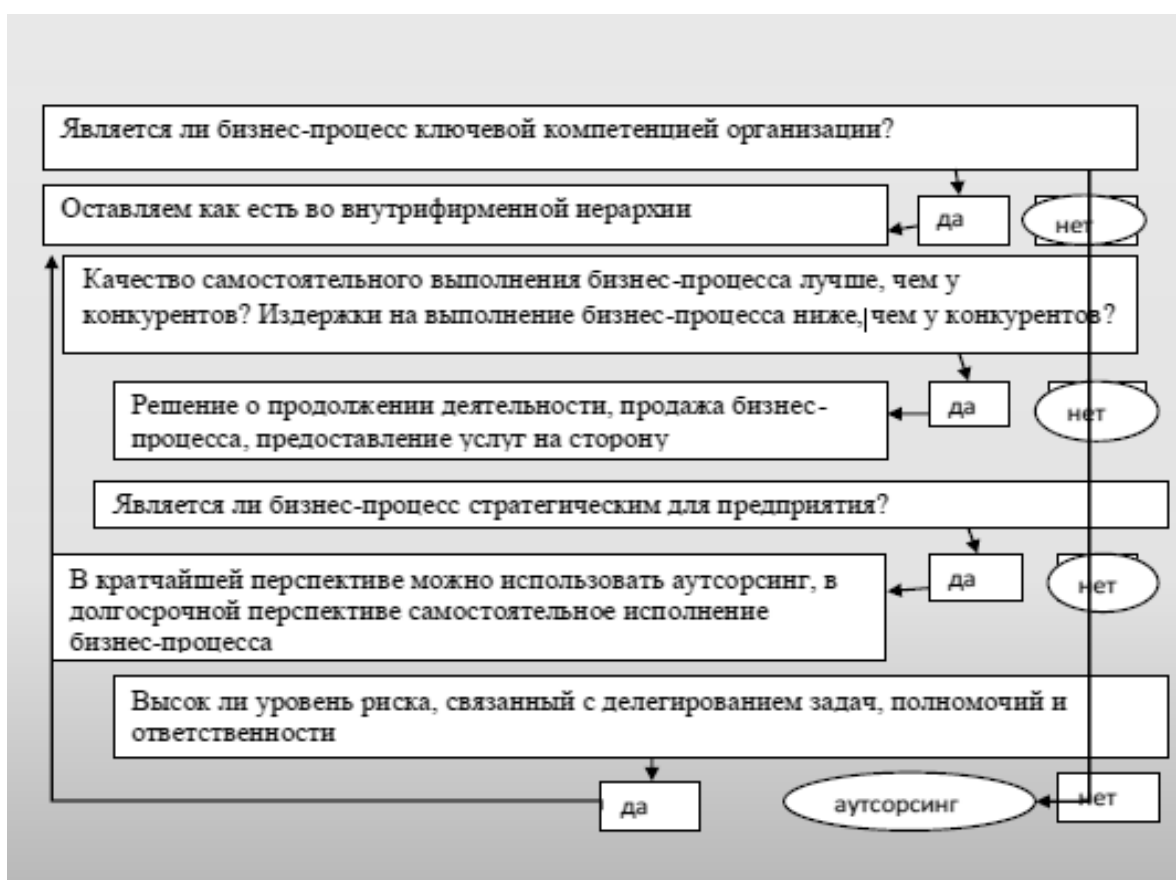 Является ли бизнес-процесс ключевой компетенцией организации?
Оставляем как есть во внутрифирменной иерархии
да
нет
Качество самостоятельного выполнения бизнес-процесса лучше, чем у
конкурентов? Издержки на выполнение бизнес-процесса ниже, чем у конкурентов?
Решение о продолжении деятельности, продажа бизнес-
процесса, предоставление услуг на сторону
да
нет
Является ли бизнес-процесс стратегическим для предприятия?
В кратчайшей перспективе можно использовать аутсорсинг, в
долгосрочной перспективе самостоятельное исполнение
бизнес-процесса
да
нет
Высок ли уровень риска, связанный с делегированием задач, полномочий и
ответственности
да
аутсорсинг
нет